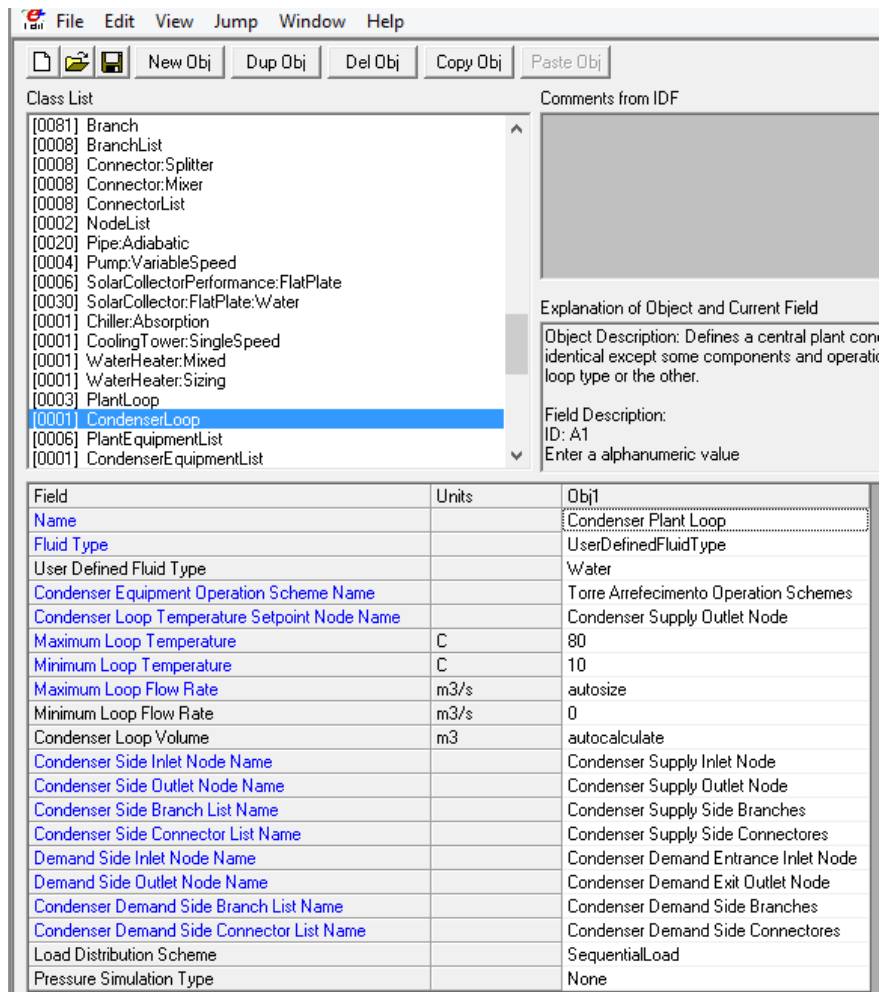 File Edit View Jump Window Help
New Obj Dup Obj Del Obj Copy Obj Paste Obj
Class List
[0081] Branch
[0008] BranchList
[0008] Connector:Splitter
[0008] Connector:Mixer
[0008] ConnectorList
[0002] NodeList
[0020] Pipe:Adiabatic
[0004] Pump:VariableSpeed
[0006] SolarCollectorPerformance:FlatPlate
[0030] SolarCollector:FlatPlate:Water
[0001] Chiller:Absorption
[0001] CoolingTower:SingleSpeed
[0001] WaterHeater:Mixed
[0001] WaterHeater:Sizing
[0003] PlantLoop
[0001] CondenserLoop
[0006] PlantEquipmentList
[0001] CondenserEquipmentList
Comments from IDF
Explanation of Object and Current Field
Object Description: Defines a central plant con
identical except some components and operatio
loop type or the other.
Field Description:
ID: A1
Enter a alphanumeric value
Field Units Obj1
Name Condenser Plant Loop
Fluid Type UserDefinedFluidType
User Defined Fluid Type Water
Condenser Equipment Operation Scheme Name Torre Arrefecimento Operation Schemes
Condenser Loop Temperature Setpoint Node Name Condenser Supply Outlet Node
Maximum Loop Temperature C 80
Minimum Loop Temperature C 10
Maximum Loop Flow Rate m3/s autosize
Minimum Loop Flow Rate m3/s 0
Condenser Loop Volume m3 autocalculate
Condenser Side Inlet Node Name Condenser Supply Inlet Node
Condenser Side Outlet Node Name Condenser Supply Outlet Node
Condenser Side Branch List Name Condenser Supply Side Branches
Condenser Side Connector List Name Condenser Supply Side Connectores
Demand Side Inlet Node Name Condenser Demand Entrance Inlet Node
Demand Side Outlet Node Name Condenser Demand Exit Outlet Node
Condenser Demand Side Branch List Name Condenser Demand Side Branches
Condenser Demand Side Connector List Name Condenser Demand Side Connectores
Load Distribution Scheme SequentialLoad
Pressure Simulation Type None